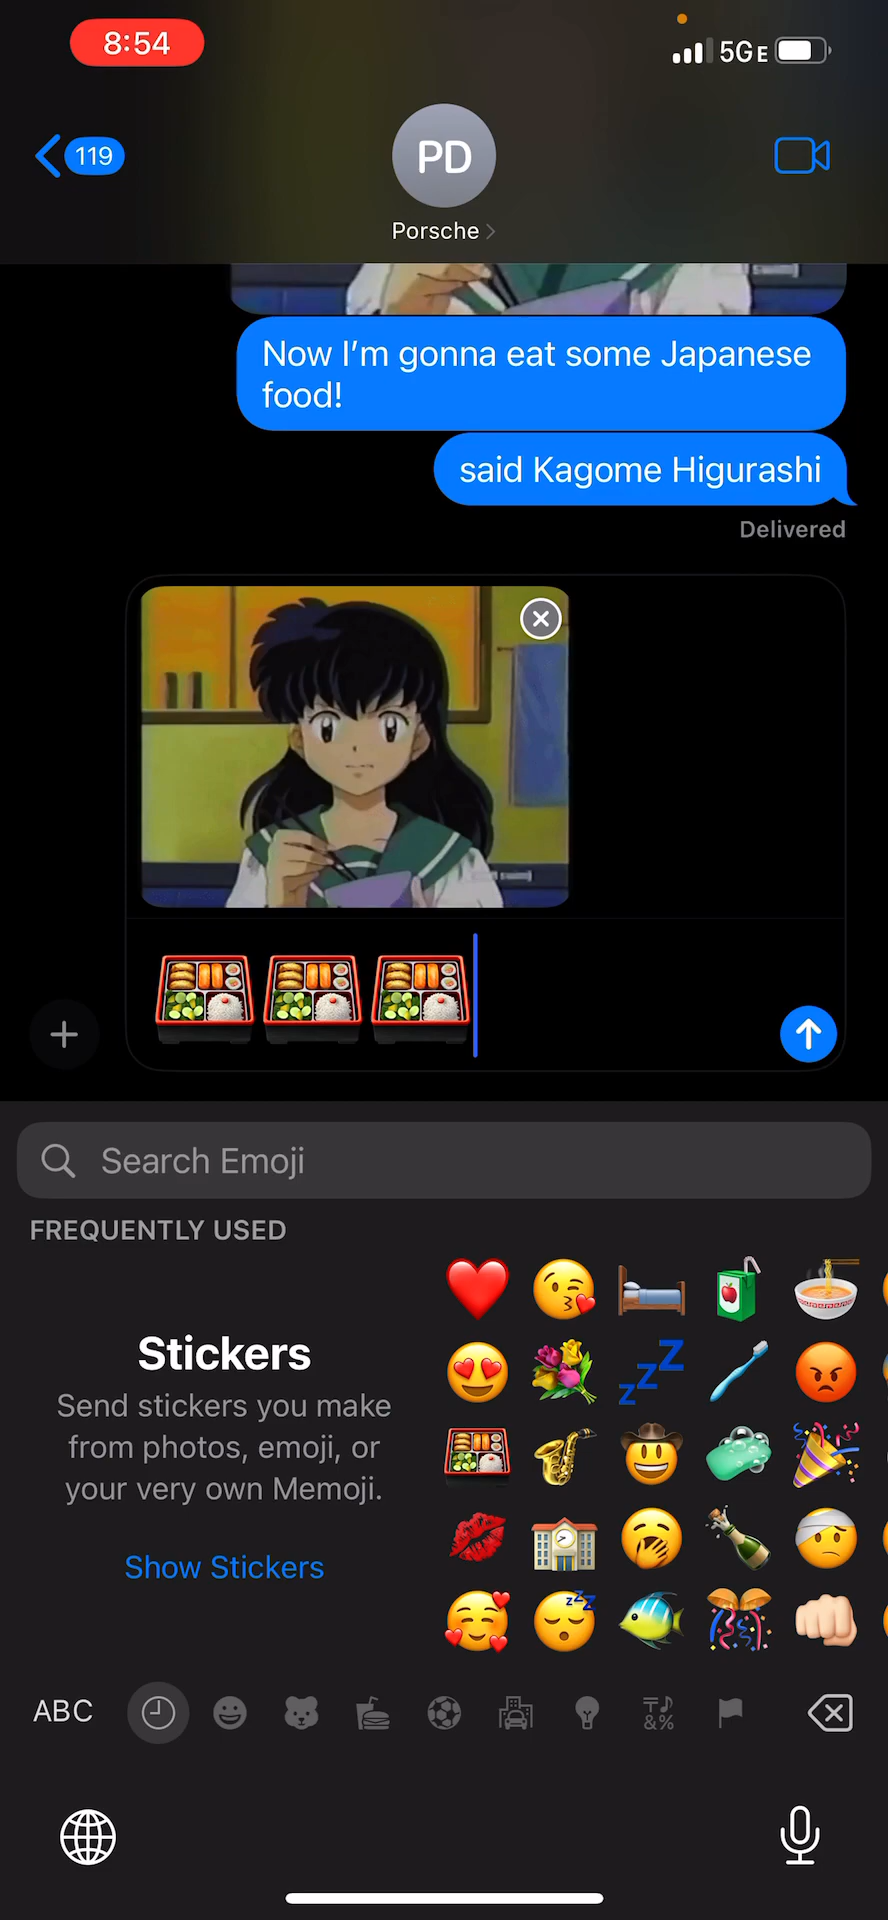 8:54
5GE
119
PD
Porsche
Now I’m gonna eat some Japanese
food!
said Kagome Higurashi
Delivered
Search Emoji
FREQUENTLY USED
Stickers
Send stickers you make
from photos, emoji, or
your very own Memoji.
Show Stickers
ABC